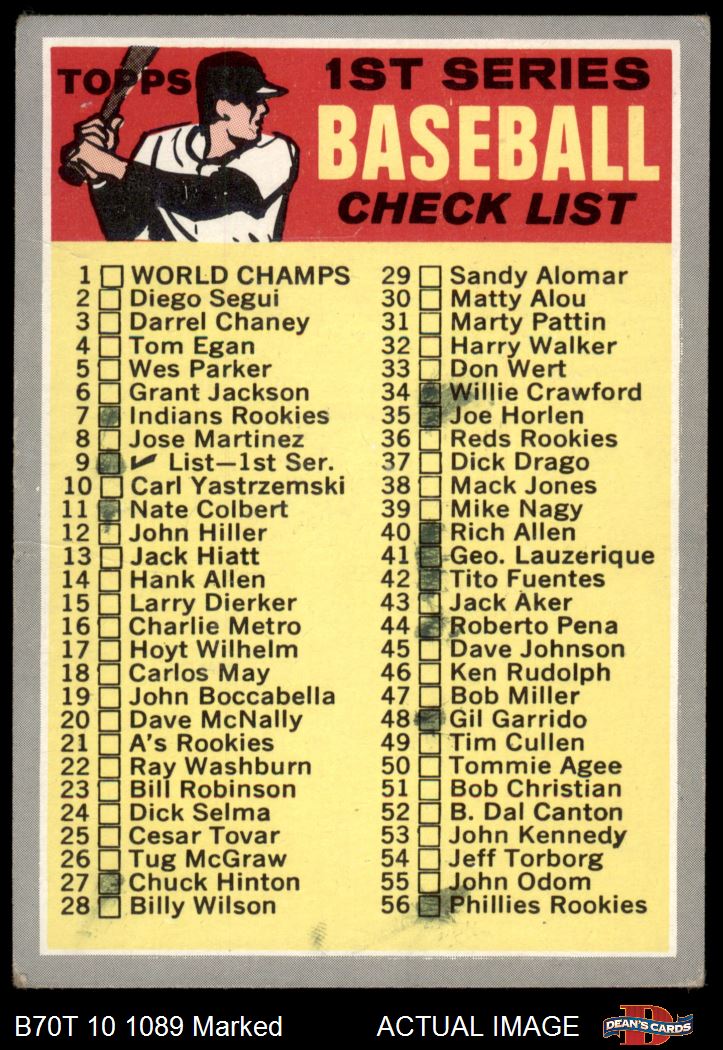 TOPPS
1ST SERIES
BASEBALL
CHECK LIST
1 WORLD CHAMPS
2 Diego Segui
3 Darrel Chaney
4 Tom Egan
5 Wes Parker
6 Grant Jackson
7 Indians Rookies
8 Jose Martinez
9 ✓ List—1st Ser.
10 Carl Yastrzemski
11 Nate Colbert
12 John Hiller
13 Jack Hiatt
14 Hank Allen
15 Larry Dierker
16 Charlie Metro
17 Hoyt Wilhelm
18 Carlos May
19 John Boccabella
20 Dave McNally
21 A's Rookies
22 Ray Washburn
23 Bill Robinson
24 Dick Selma
25 Cesar Tovar
26 Tug McGraw
27 Chuck Hinton
28 Billy Wilson
29 Sandy Alomar
30 Matty Alou
31 Marty Pattin
32 Harry Walker
33 Don Wert
34 Willie Crawford
35 Joe Horlen
36 Reds Rookies
37 Dick Drago
38 Mack Jones
39 Mike Nagy
40 Rich Allen
41 Geo. Lauzerique
42 Tito Fuentes
43 Jack Aker
44 Roberto Pena
45 Dave Johnson
46 Ken Rudolph
47 Bob Miller
48 Gil Garrido
49 Tim Cullen
50 Tommie Agee
51 Bob Christian
52 B. Dal Canton
53 John Kennedy
54 Jeff Torborg
55 John Odom
56 Phillies Rookies
B70T 10 1089 Marked
ACTUAL IMAGE
D
DEAN'S CARDS